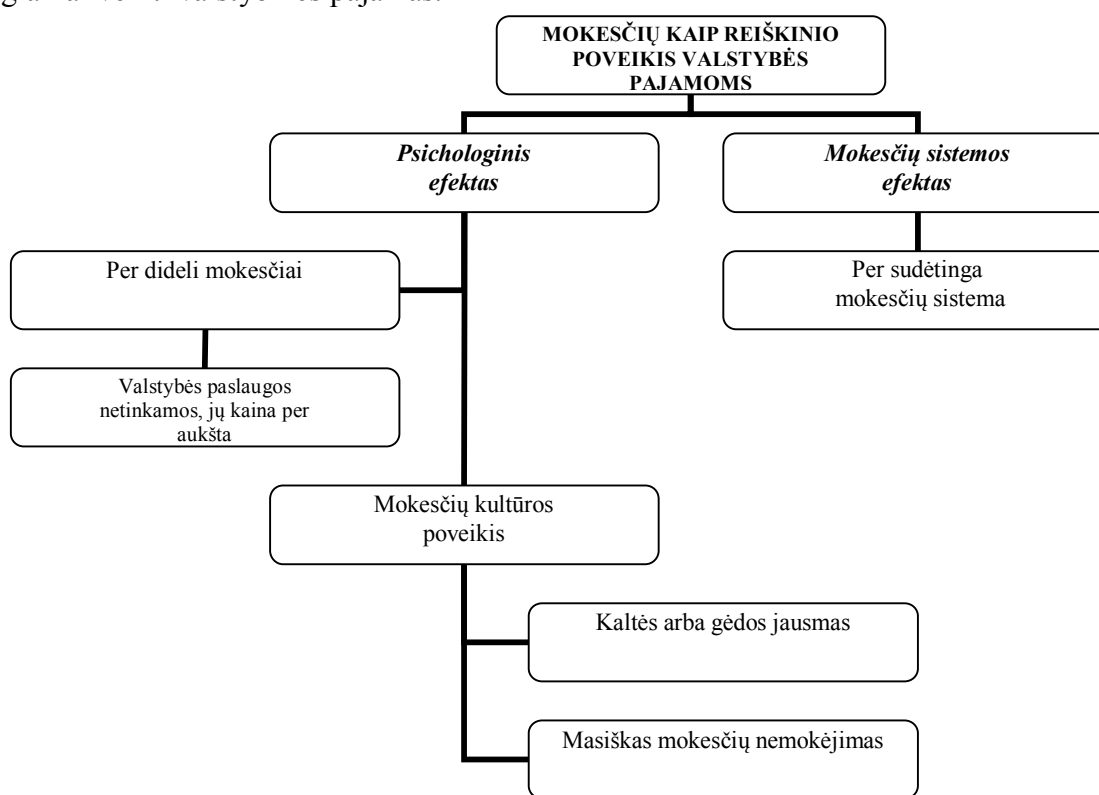 MOKESČIŲ KAIP REIŠKINIO
POVEIKIS VALSTYBĖS
PAJAMOMS
Psichologinis
efektas
Mokesčių sistemos
efektas
Per dideli mokesčiai
Per sudėtinga
mokesčių sistema
Valstybės paslaugos
netinkamos, jų kaina per
aukšta
Mokesčių kultūros
poveikis
Kaltės arba gėdos jausmas
Masiškas mokesčių nemokėjimas